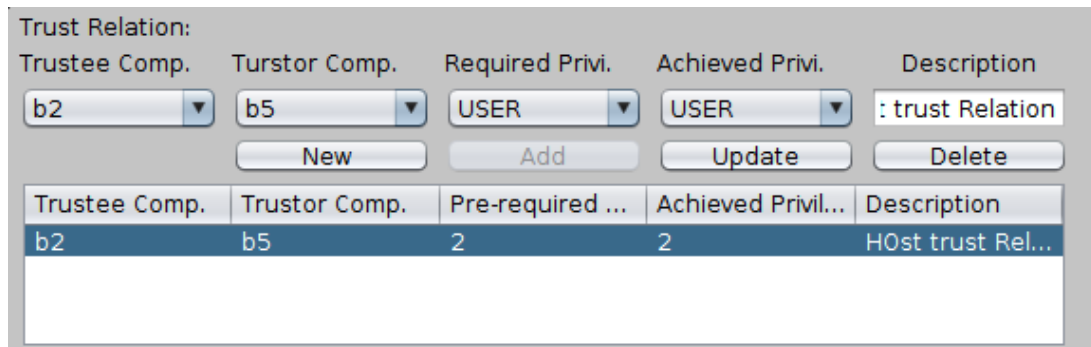 Trust Relation:
Trustee Comp. Turstor Comp. Required Privi. Achieved Privi. Description
b2 b5 USER USER : trust Relation
New Add Update Delete
Trustee Comp. Trustor Comp. Pre-required ... Achieved Privil... Description
b2 b5 2 2 H0st trust Rel...